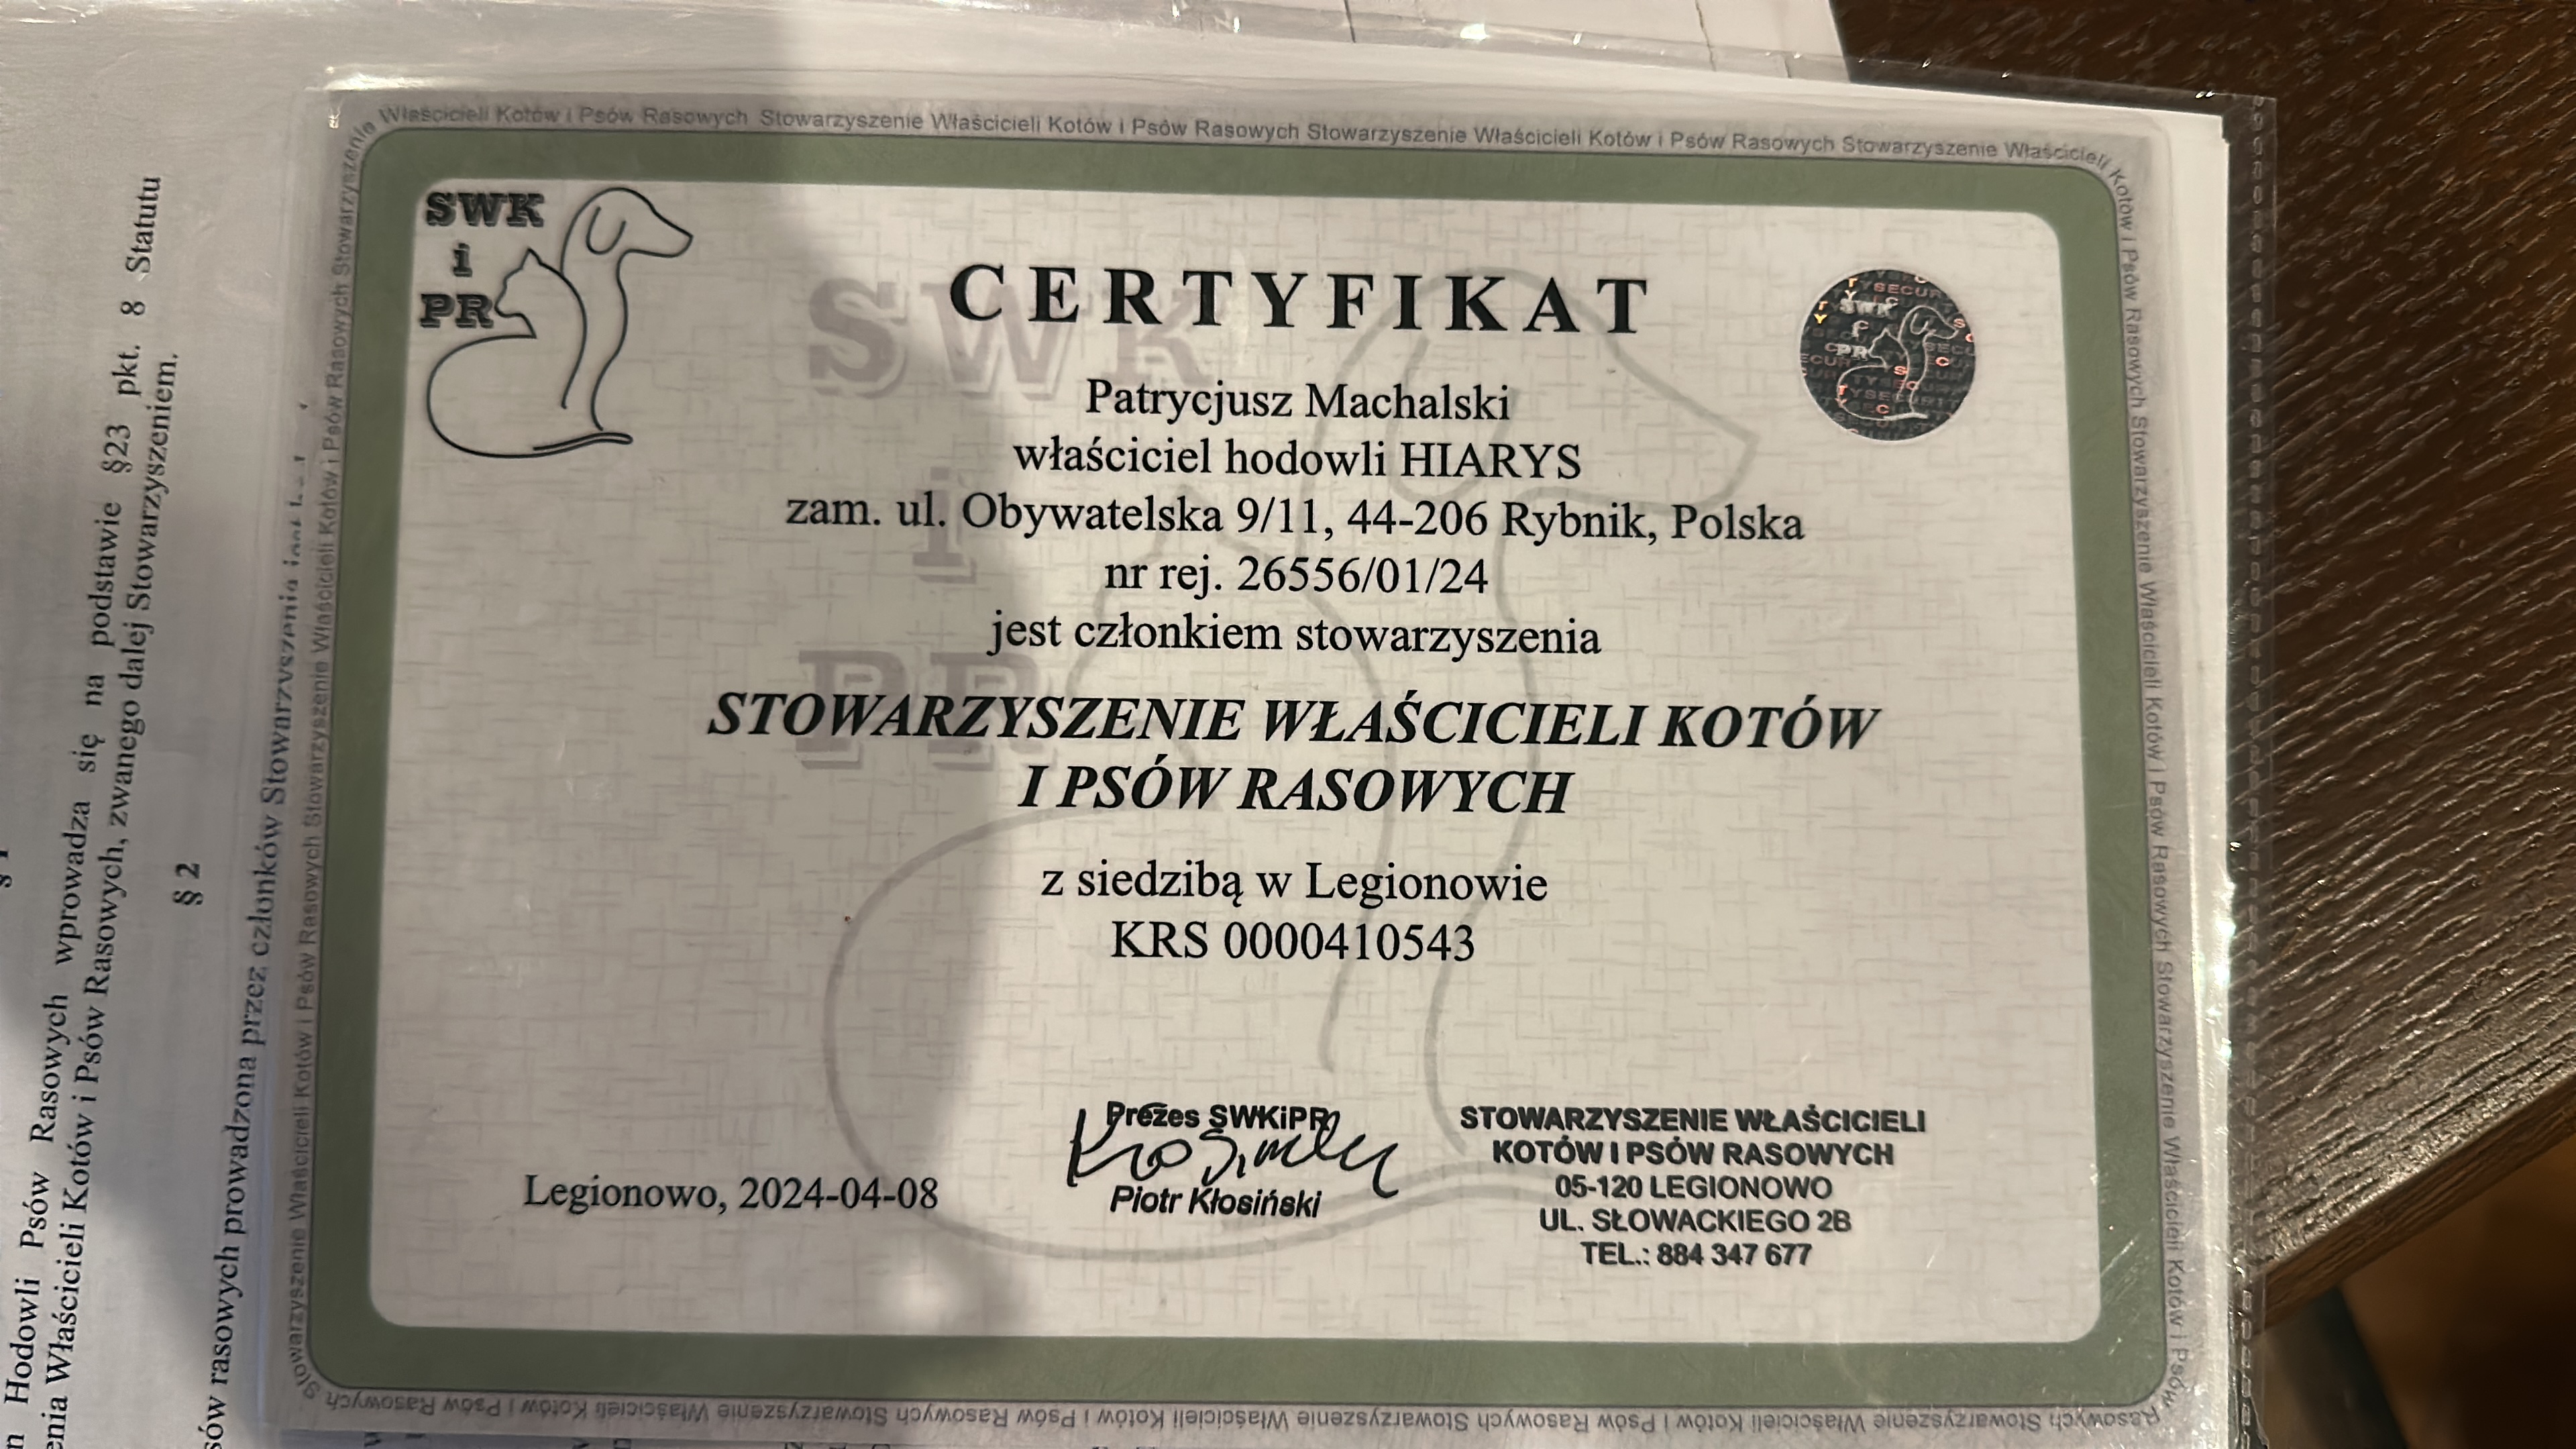 Właścicieli Kotów i Psów Rasowych Stowarzyszenie Właścicieli Kotów i Psów Rasowych Stowarzyszenie Właścicieli Kotów i Psów Rasowych Stowarzyszenie Właścicieli
SWK
i
PR
CERTYFIKAT
Patrycjusz Machalski
właściciel hodowli HIARYS
zam. ul. Obywatelska 9/11, 44-206 Rybnik, Polska
nr rej. 26556/01/24
jest członkiem stowarzyszenia
STOWARZYSZENIE WŁAŚCICIELI KOTÓW
I PSÓW RASOWYCH
z siedzibą w Legionowie
KRS 0000410543
Legionowo, 2024-04-08
Prezes SWKiPR
Piotr Kłosiński
STOWARZYSZENIE WŁAŚCICIELI
KOTÓW I PSÓW RASOWYCH
05-120 LEGIONOWO
UL. SŁOWACKIEGO 2B
TEL.: 884 347 677
Hodowli Psów Rasowych wprowadza się na podstawie §23 pkt. 8 Statutu
Właścicieli Kotów i Psów Rasowych, zwanego dalej Stowarzyszeniem.
§ 2
rasowych prowadzona przez członków Stowarzyszenia